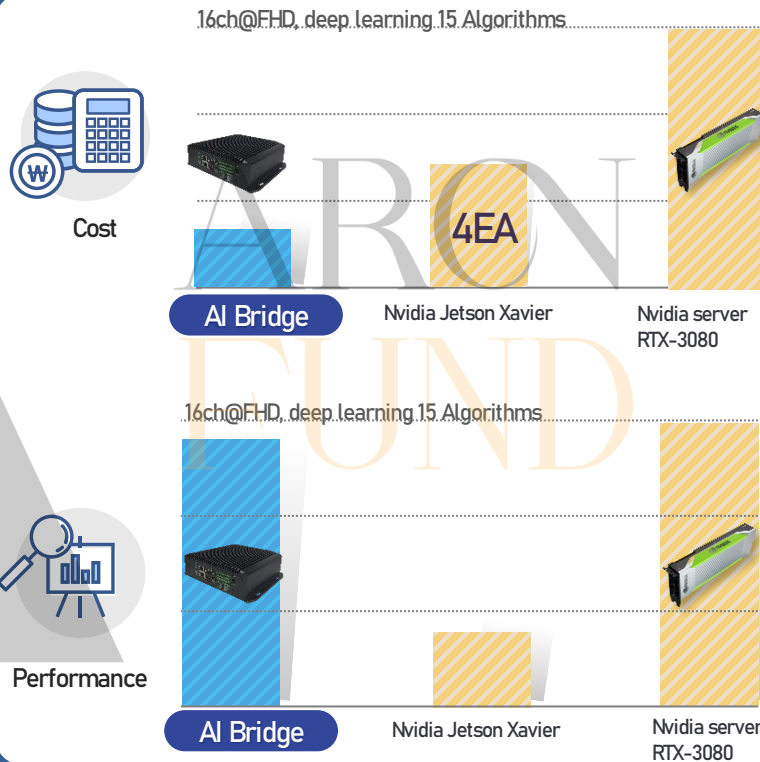 16ch@FHD, deep learning 15 Algorithms
₩
Cost
4EA
AI Bridge
Nvidia Jetson Xavier
Nvidia server
RTX-3080
ARCN
FUND
16ch@FHD, deep learning 15 Algorithms
Performance
AI Bridge
Nvidia Jetson Xavier
Nvidia server
RTX-3080